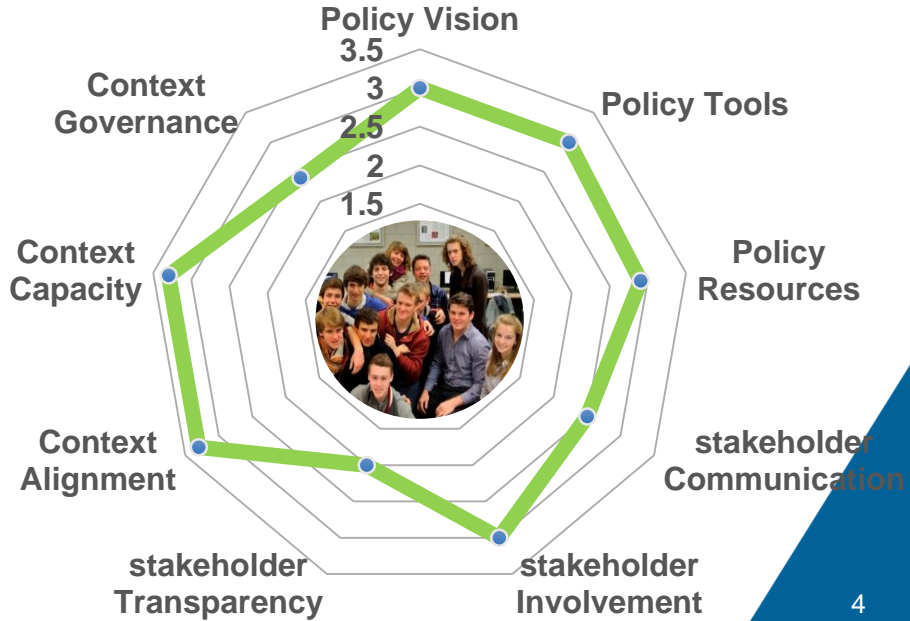 Policy Vision
3.5
3
2.5
2
1.5
Policy Tools
Policy
Resources
stakeholder
Communication
stakeholder
Involvement
stakeholder
Transparency
Context
Alignment
Context
Capacity
Context
Governance
4